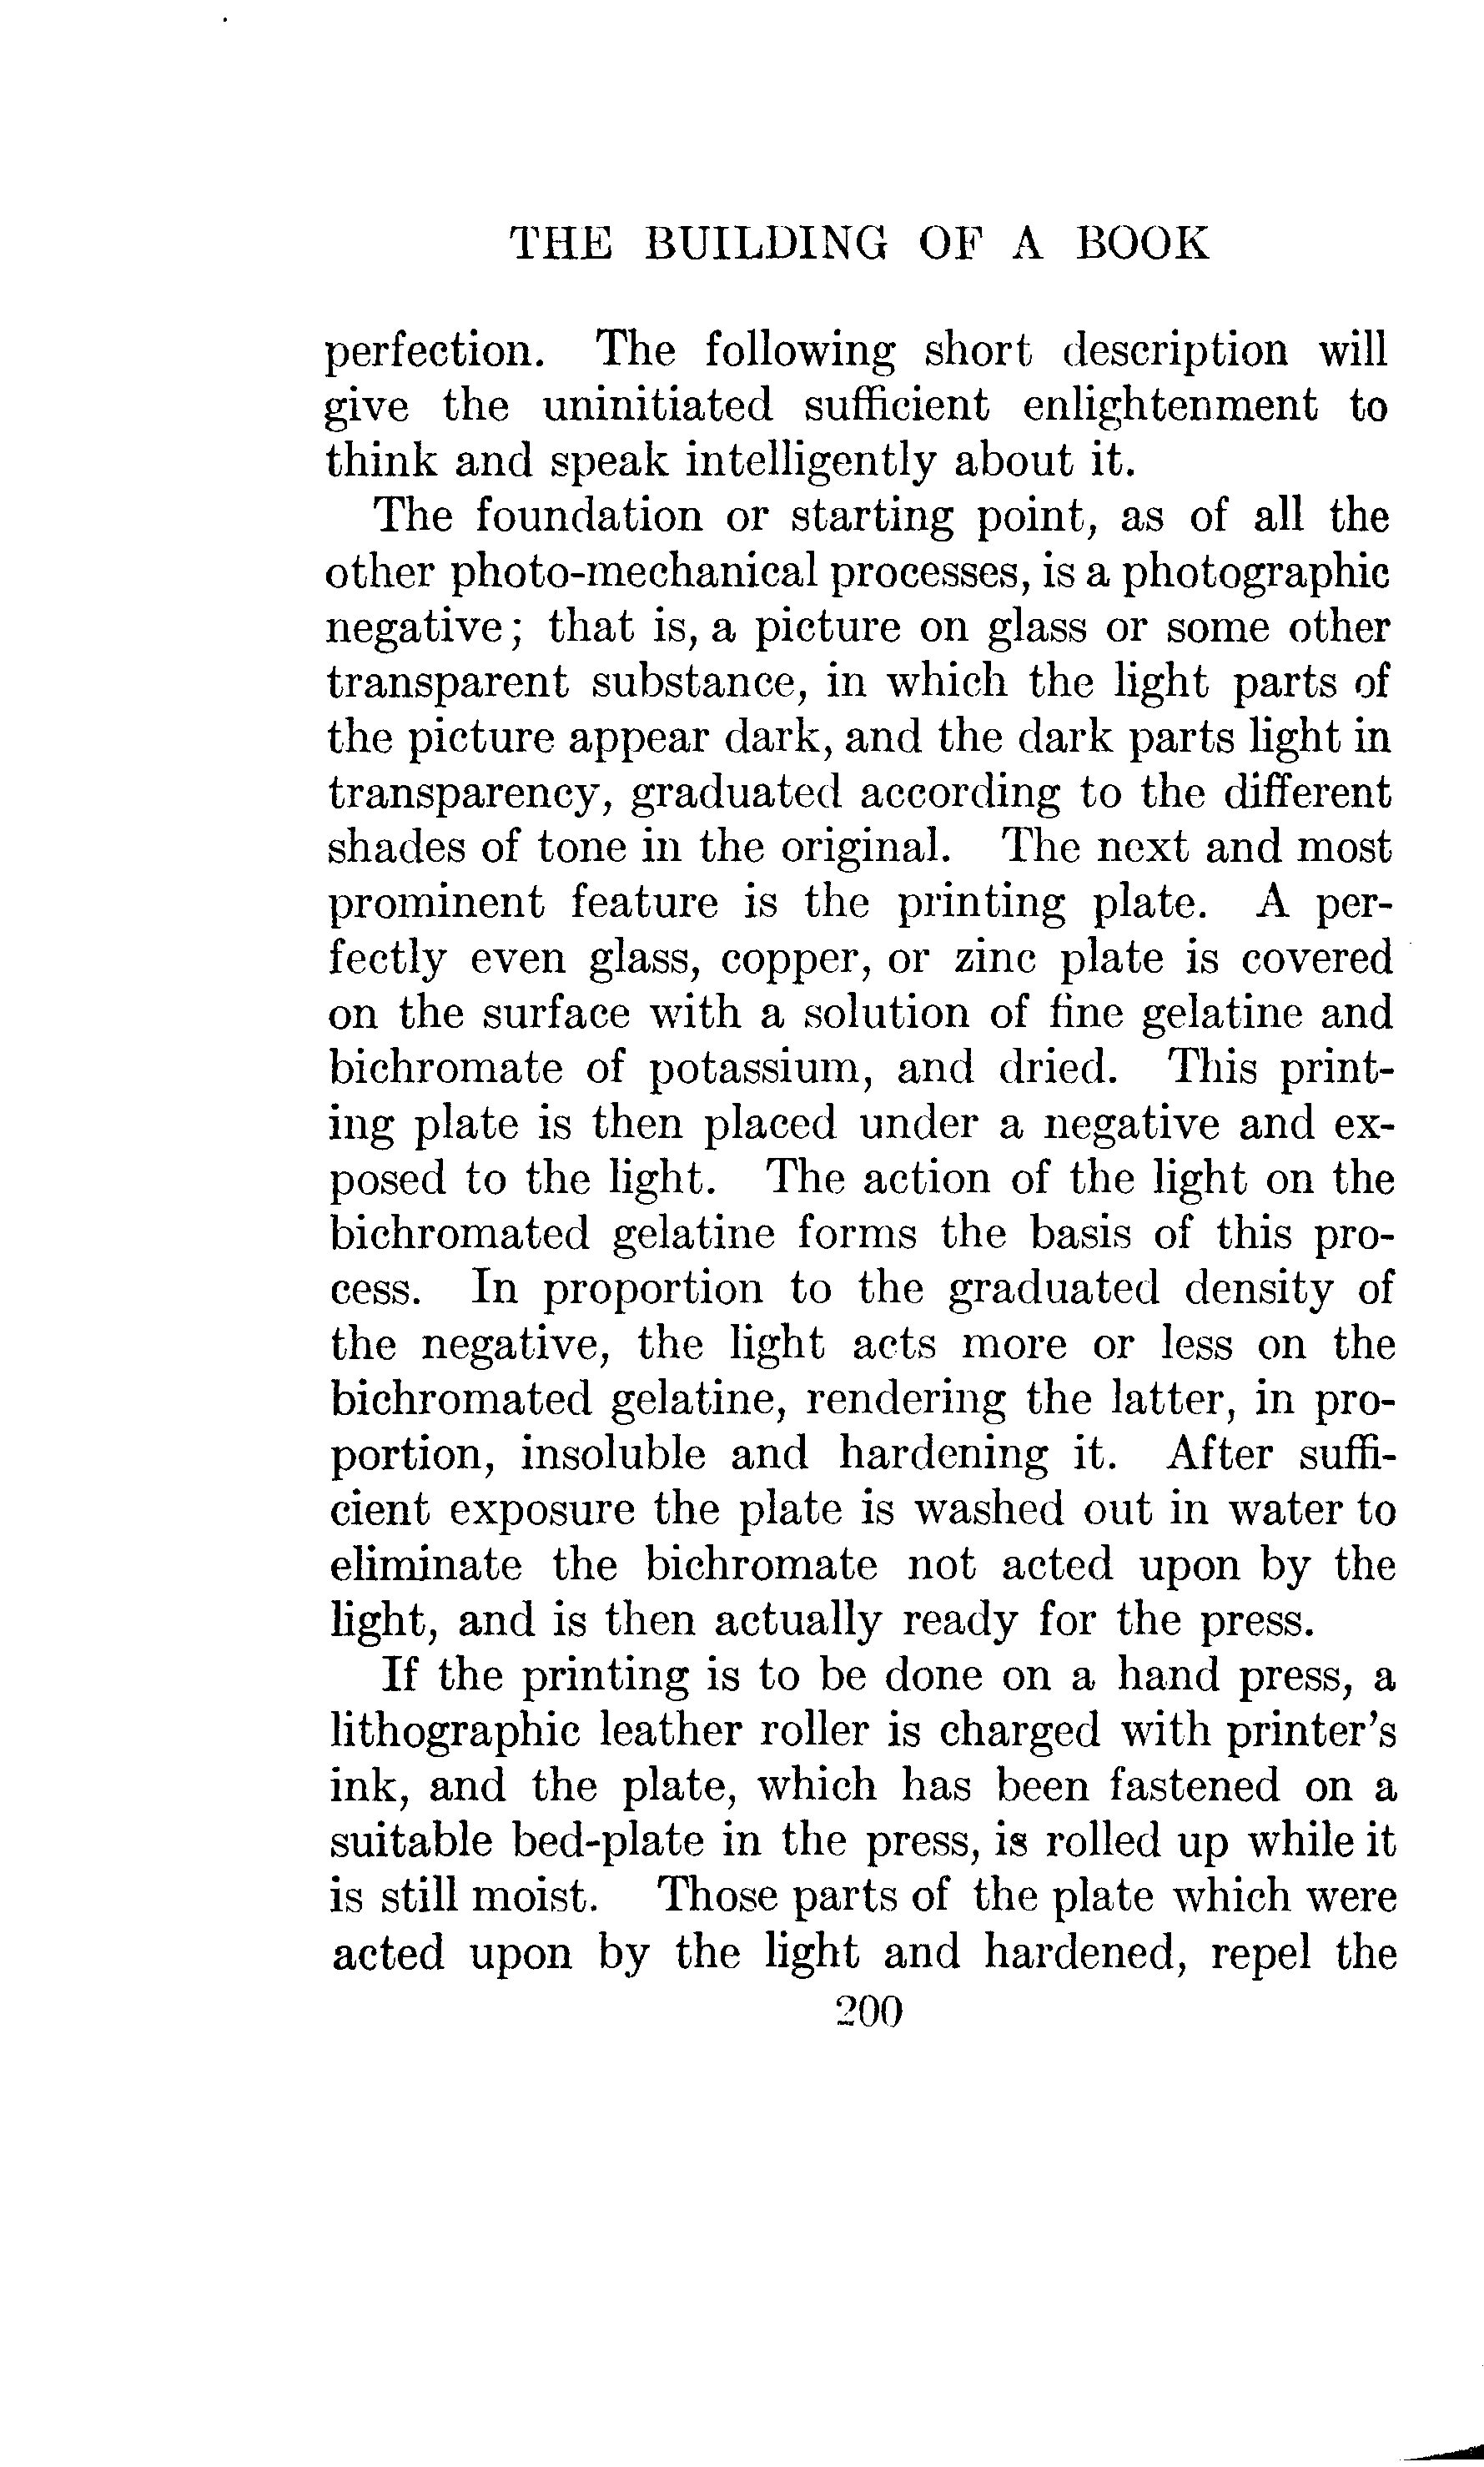 THE BUILDING OF A BOOK
perfection. The following short description will
give the uninitiated sufficient enlightenment to
think and speak intelligently about it.
The foundation or starting point, as of all the
other photo-mechanical processes, is a photographic
negative; that is, a picture on glass or some other
transparent substance, in which the light parts of
the picture appear dark, and the dark parts light in
transparency, graduated according to the different
shades of tone in the original. The next and most
prominent feature is the printing plate. A per-
fectly even glass, copper, or zinc plate is covered
on the surface with a solution of fine gelatine and
bichromate of potassium, and dried. This print-
ing plate is then placed under a negative and ex-
posed to the light. The action of the light on the
bichromated gelatine forms the basis of this pro-
cess. In proportion to the graduated density of
the negative, the light acts more or less on the
bichromated gelatine, rendering the latter, in pro-
portion, insoluble and hardening it. After suffi-
cient exposure the plate is washed out in water to
eliminate the bichromate not acted upon by the
light, and is then actually ready for the press.
If the printing is to be done on a hand press, a
lithographic leather roller is charged with printer's
ink, and the plate, which has been fastened on a
suitable bed-plate in the press, is rolled up while it
is still moist. Those parts of the plate which were
acted upon by the light and hardened, repel the
200